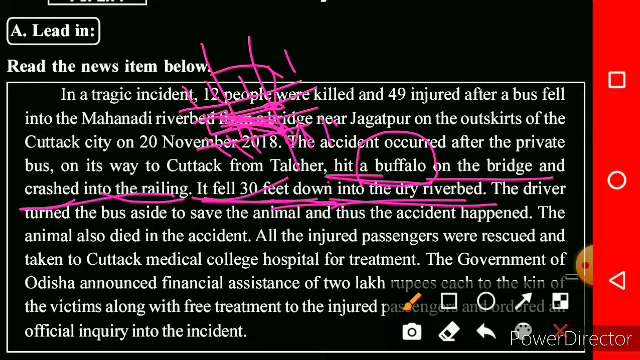 A. Lead in:
Read the news item below.
In a tragic incident, 12 people were killed and 49 injured after a bus fell
into the Mahanadi riverbed from a bridge near Jagatpur on the outskirts of the
Cuttack city on 20 November 2018. The accident occurred after the private
bus, on its way to Cuttack from Talcher, hit a buffalo on the bridge and
crashed into the railing. It fell 30 feet down into the dry riverbed. The driver
turned the bus aside to save the animal and thus the accident happened. The
animal also died in the accident. All the injured passengers were rescued and
taken to Cuttack medical college hospital for treatment. The Government of
Odisha announced financial assistance of two lakh rupees each to the kin of
the victims along with free treatment to the injured passengers and ordered an
official inquiry into the incident.
PowerDirector